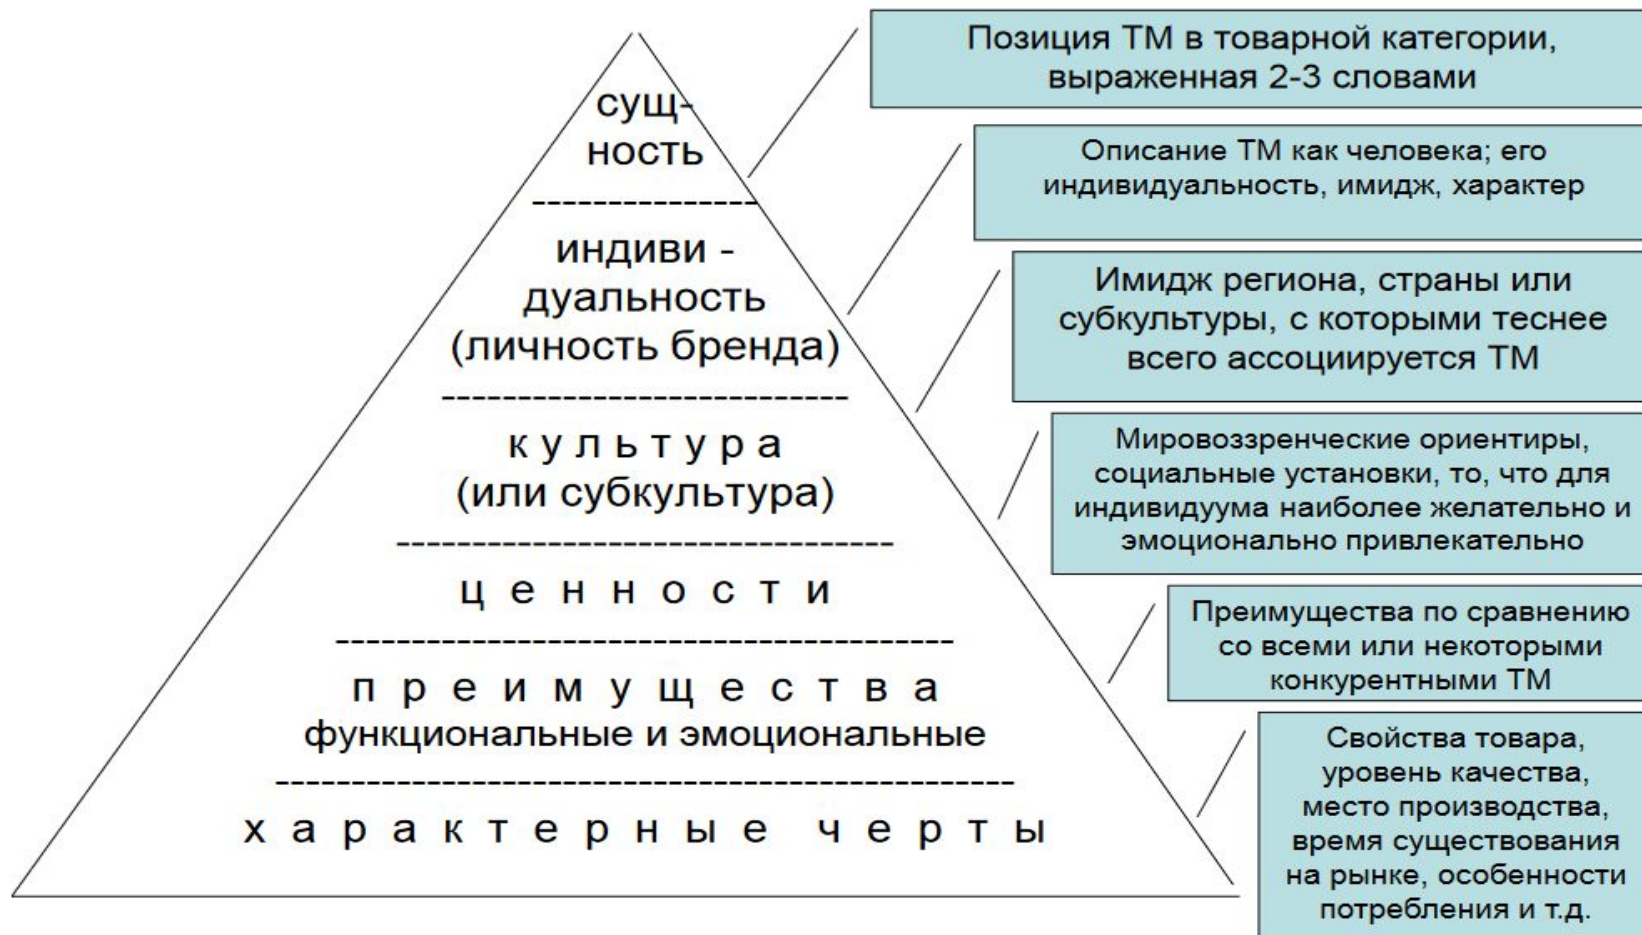 сущ-
ность
---------------
индиви -
дуальность
(личность бренда)
---------------------------
к у л ь т у р а
(или субкультура)
---------------------------------
ц е н н о с т и
-----------------------------------------
п р е и м у щ е с т в а
функциональные и эмоциональные
-------------------------------------------------
х а р а к т е р н ы е ч е р т ы
Позиция ТМ в товарной категории,
выраженная 2-3 словами
Описание ТМ как человека; его
индивидуальность, имидж, характер
Имидж региона, страны или
субкультуры, с которыми теснее
всего ассоциируется ТМ
Мировоззренческие ориентиры,
социальные установки, то, что для
индивидуума наиболее желательно и
эмоционально привлекательно
Преимущества по сравнению
со всеми или некоторыми
конкурентными ТМ
Свойства товара,
уровень качества,
место производства,
время существования
на рынке, особенности
потребления и т.д.